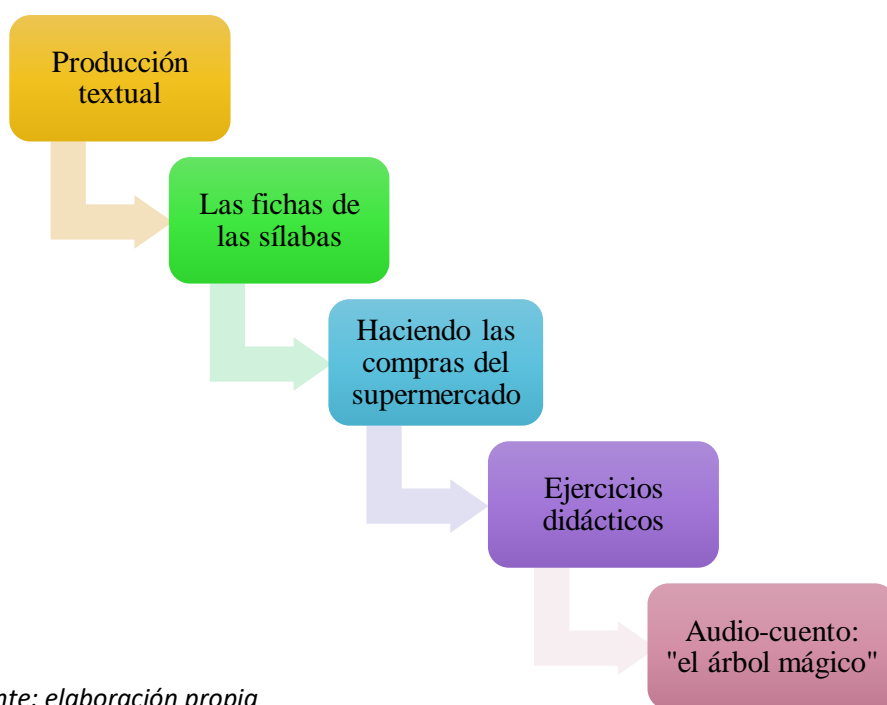 Producción
textual
Las fichas de
las sílabas
Haciendo las
compras del
supermercado
Ejercicios
didácticos
Audio-cuento:
"el árbol mágico"
nte: elaboración propia